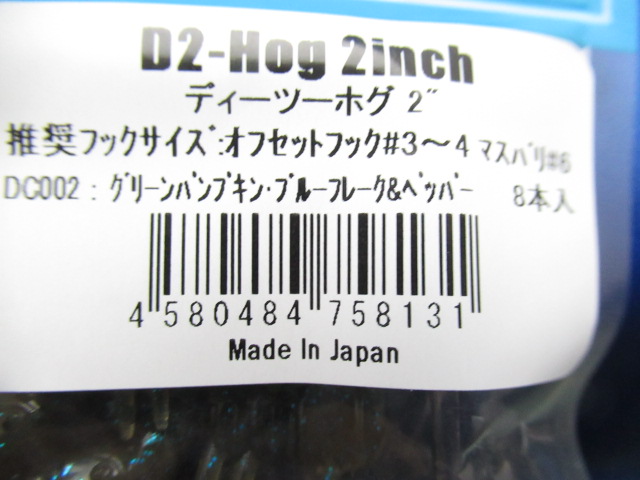 D2-Hog 2inch
ディーツーホグ 2"
推奨フックサイズ:オフセットフック#3～4 マスバリ#6
DC002 : グリーンパンプキン・ブルーフレーク&ペッパー 8本入
4 580484 758131
Made In Japan